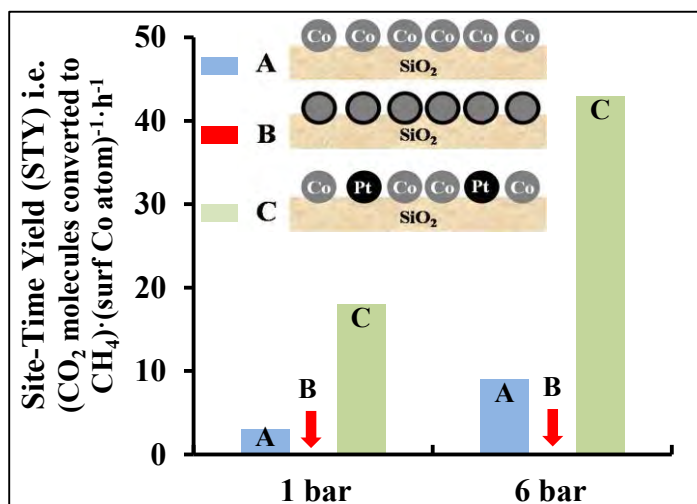 Site-Time Yield (STY) i.e.
(CO₂ molecules converted to
CH₄)·(surf Co atom)⁻¹·h⁻¹
50
40
30
20
10
0
A
Co Co Co Co Co Co
SiO₂
B
SiO₂
C
Co Pt Co Co Pt Co
SiO₂
A
B
C
A
B
C
1 bar
6 bar